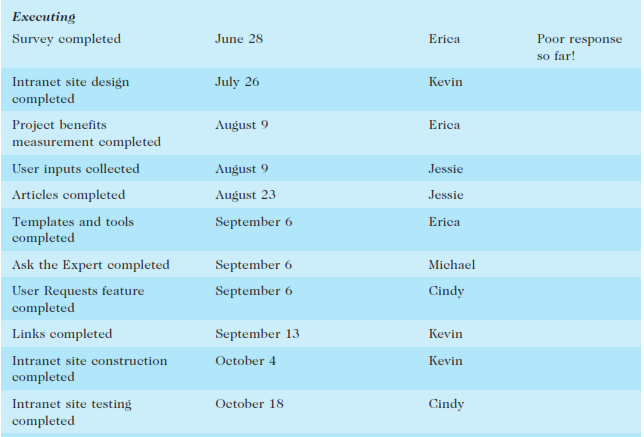 Executing
Survey completed June 28 Erica Poor response
so far!
Intranet site design July 26 Kevin
completed
Project benefits August 9 Erica
measurement completed
User inputs collected August 9 Jessie
Articles completed August 23 Jessie
Templates and tools September 6 Erica
completed
Ask the Expert completed September 6 Michael
User Requests feature September 6 Cindy
completed
Links completed September 13 Kevin
Intranet site construction October 4 Kevin
completed
Intranet site testing October 18 Cindy
completed